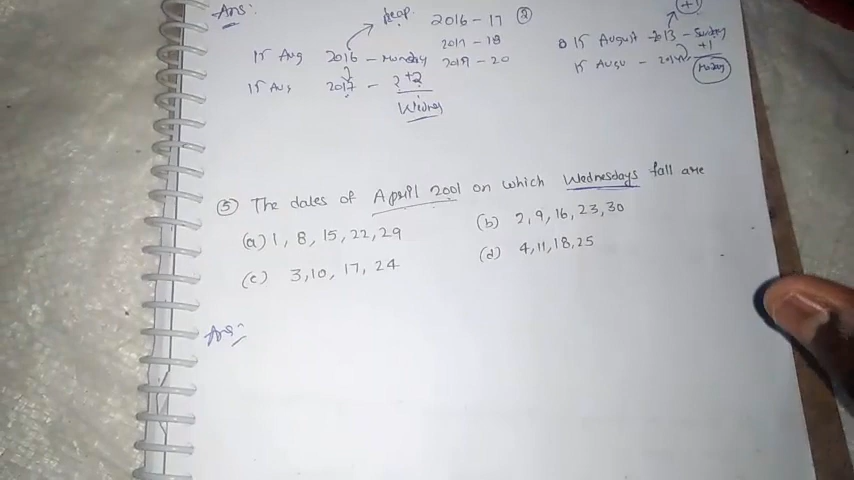 Ans:
leap.
2016-17 ②
15 Aug 2016 - Monday
2017-18
2019-20
15 Aug 2017 - ? +2
Wednes
+1
15 August 2013 - Sunday
+1
15 Augu - 2014
Monday
⑤ The dates of April 2001 on which Wednesdays fall are
(a) 1, 8, 15, 22, 29
(b) 2, 9, 16, 23, 30
(c) 3, 10, 17, 24
(d) 4, 11, 18, 25
Ans: